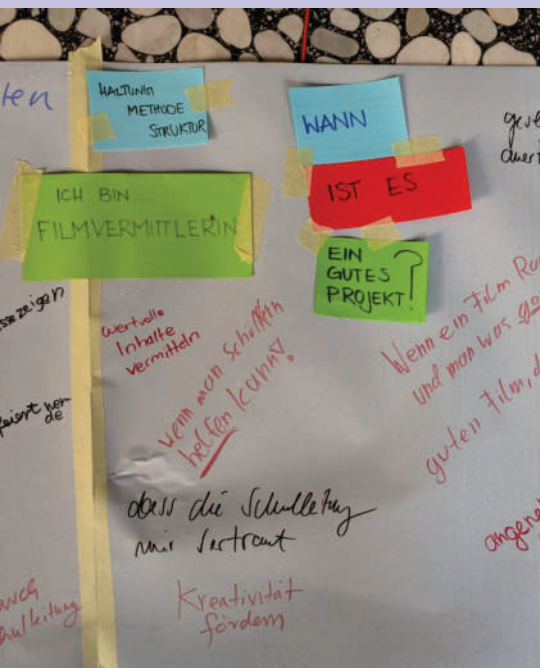 ten
HALTUNG
METHODE
STRUKTUR
WANN
ICH BIN...
FILMVERMITTLERIN
IST ES
EIN
GUTES
PROJEKT?!
zeigen
wertvolle
Inhalte
vermitteln
wenn man Schülern
helfen kann!
Wenn ein Film
und man was
guten Film, d
dass die Schulleitung
mir vertraut
Kreativität
fördern